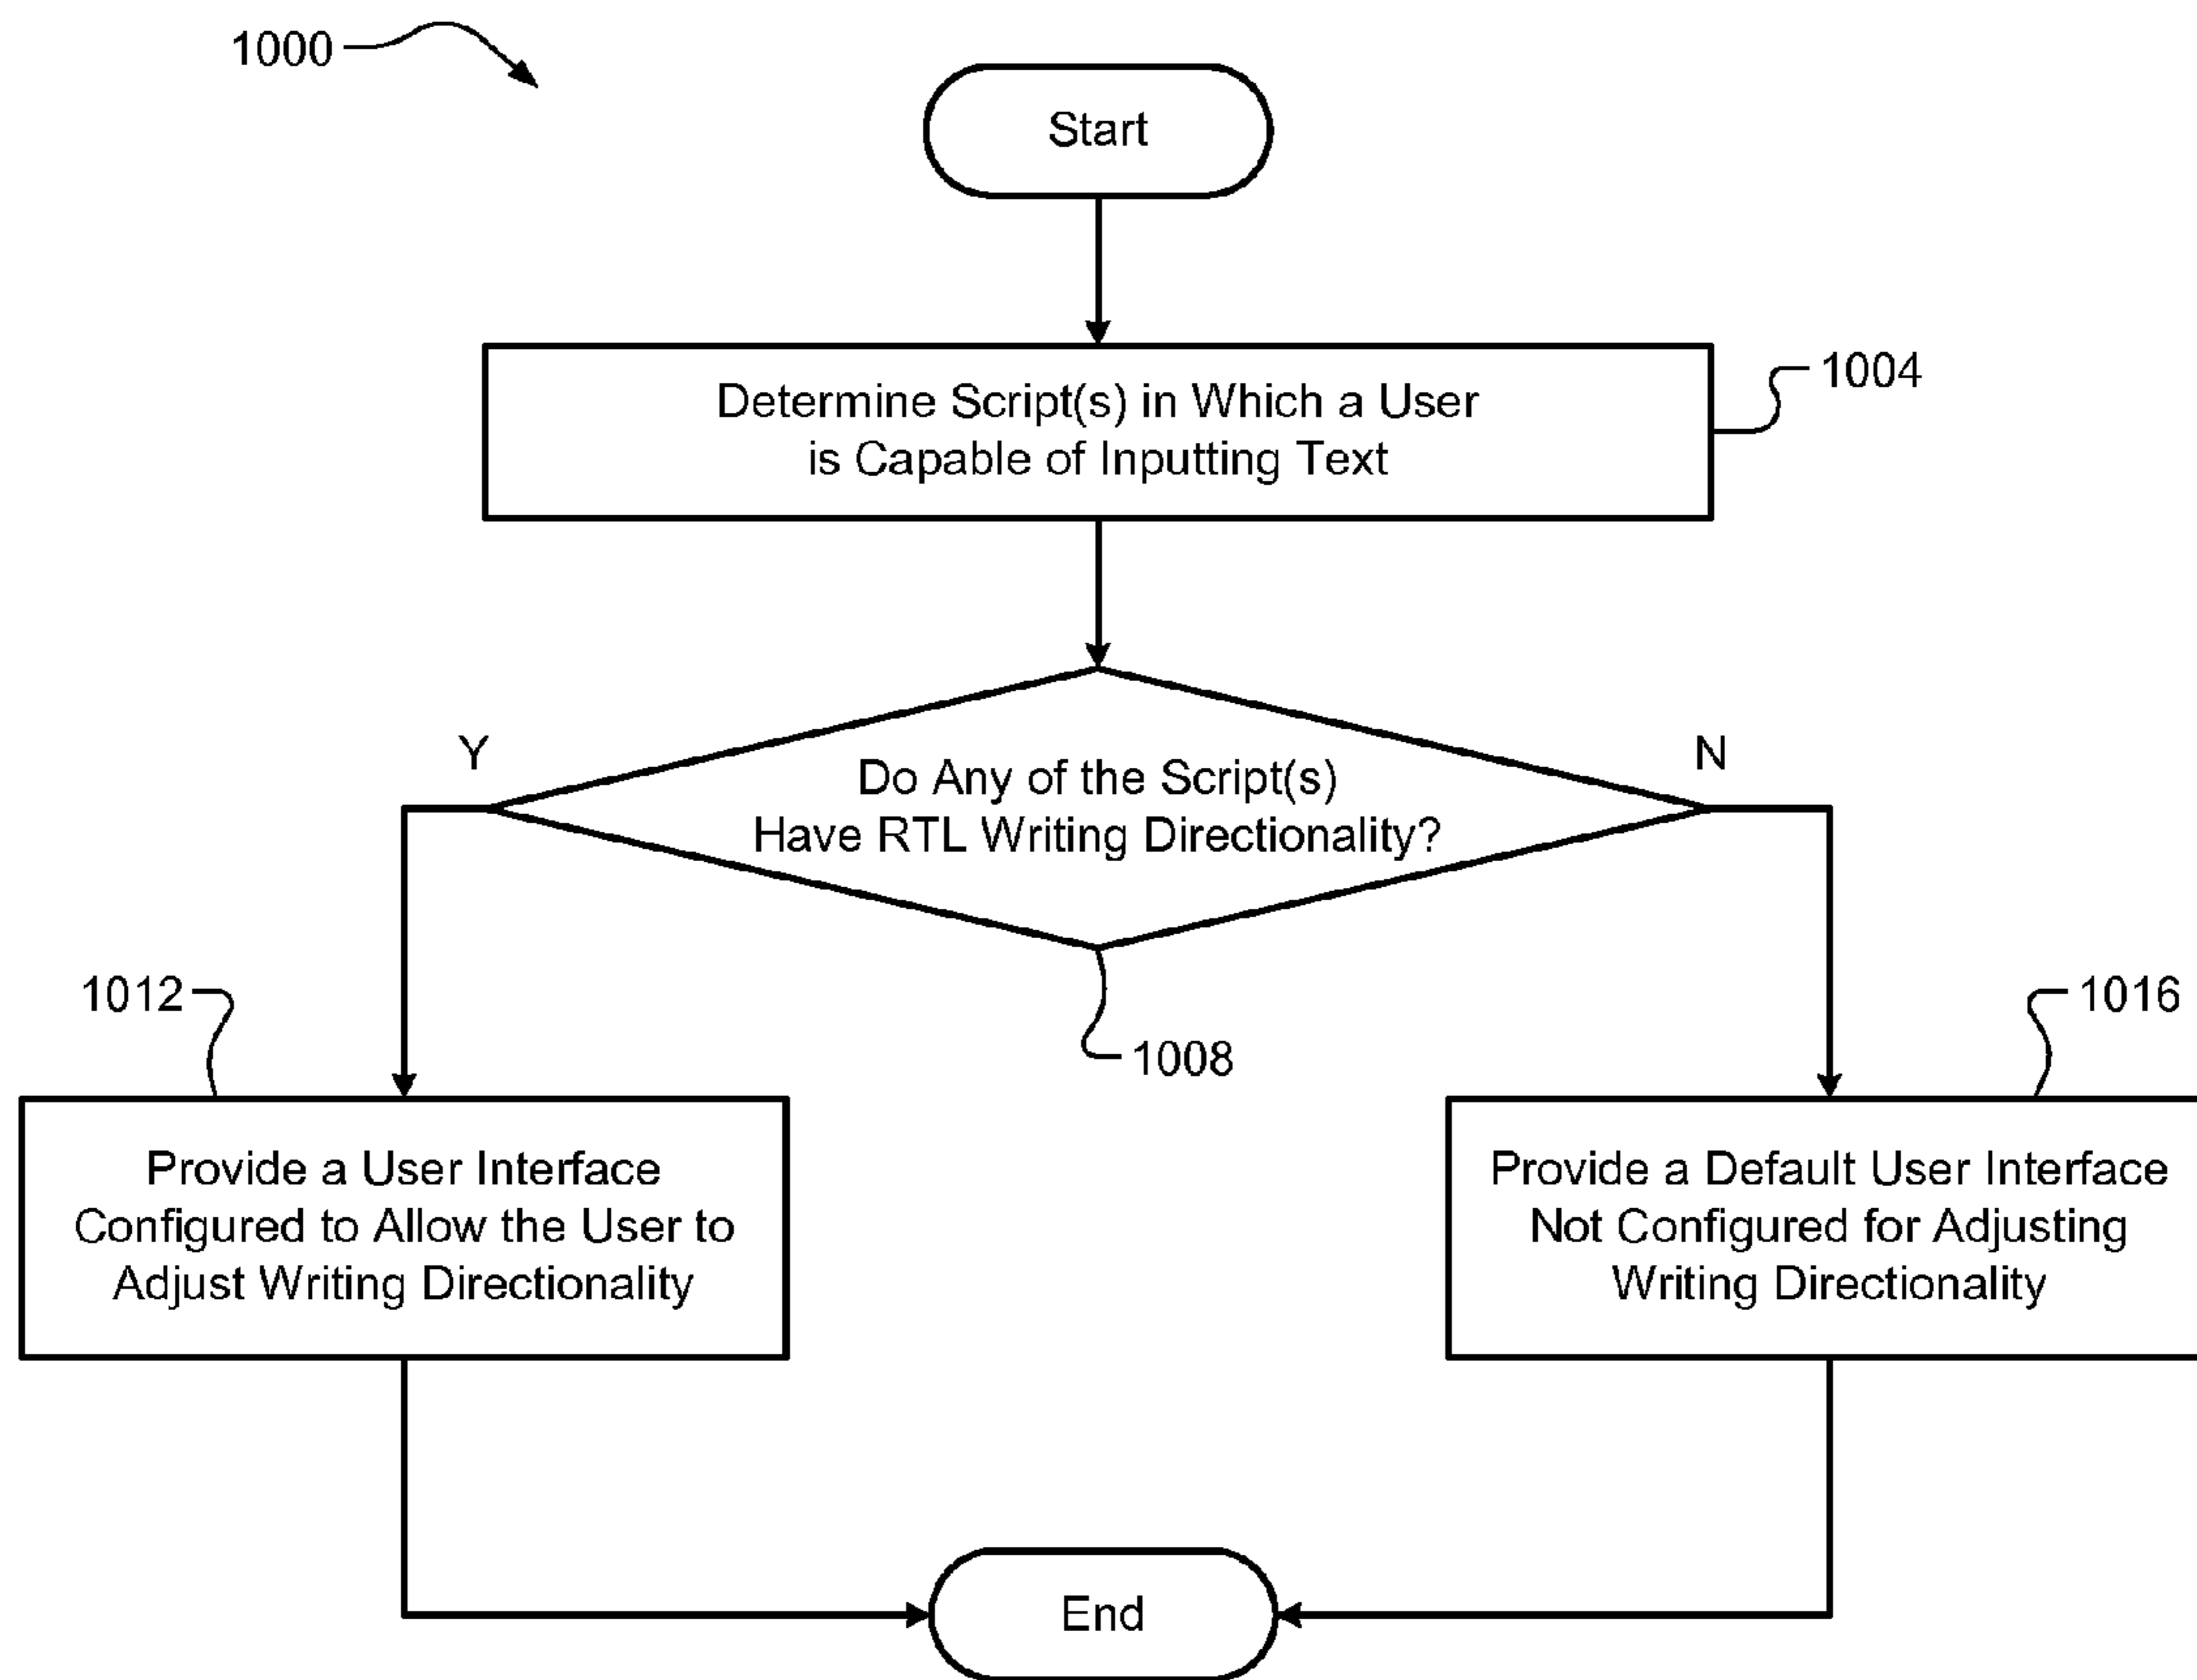 1000
Start
Determine Script(s) in Which a User
is Capable of Inputting Text
1004
Y
N
Do Any of the Script(s)
Have RTL Writing Directionality?
1008
1012
Provide a User Interface
Configured to Allow the User to
Adjust Writing Directionality
1016
Provide a Default User Interface
Not Configured for Adjusting
Writing Directionality
End